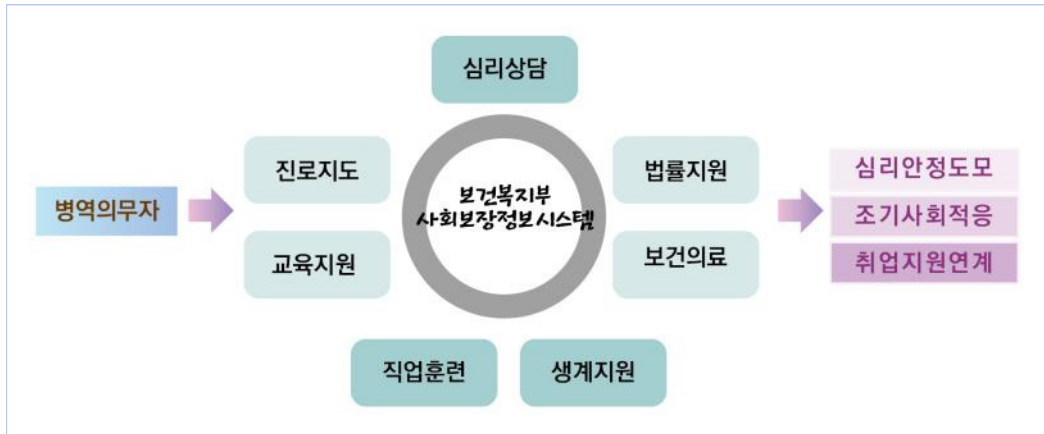 심리상담
진로지도
법률지원
보건복지부
사회보장정보시스템
병역의무자
심리안정도모
조기사회적응
취업지원연계
교육지원
보건의료
직업훈련
생계지원